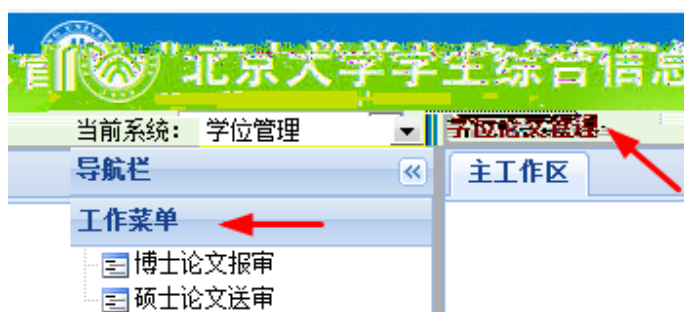 北京大学学生综合信息
当前系统： 学位管理 学位论文管理
导航栏 主工作区
工作菜单
博士论文报审
硕士论文送审